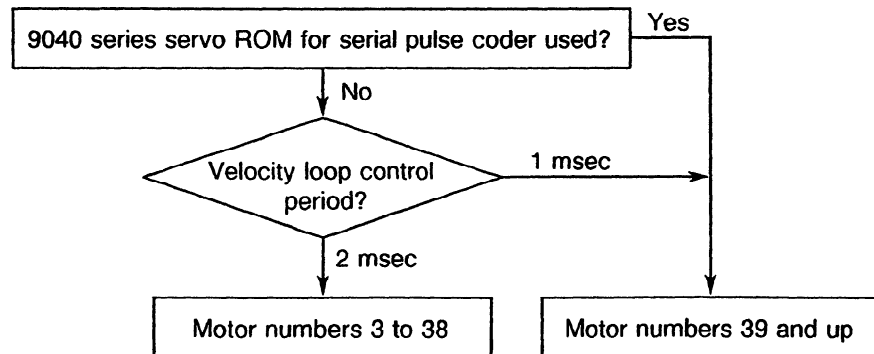 9040 series servo ROM for serial pulse coder used?
Yes
No
Velocity loop control
period?
1 msec
2 msec
Motor numbers 3 to 38
Motor numbers 39 and up